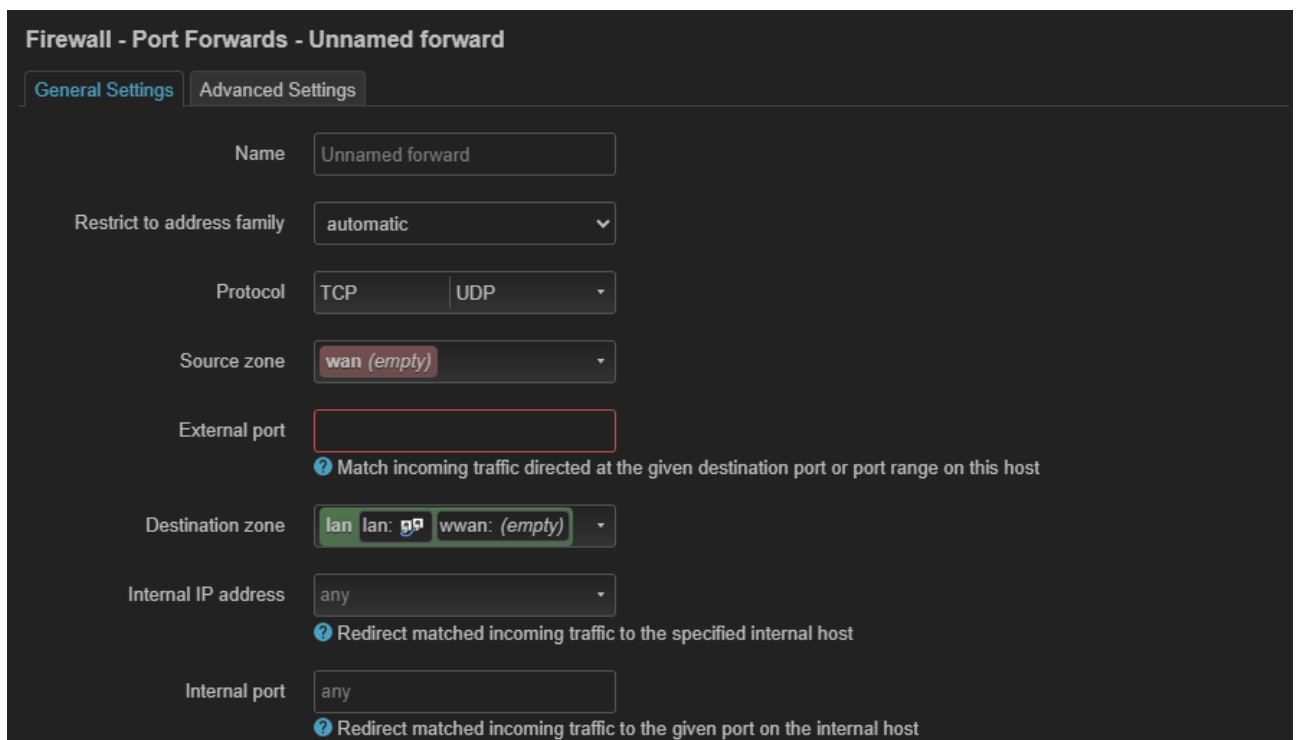 Firewall - Port Forwards - Unnamed forward
General Settings Advanced Settings
Name Unnamed forward
Restrict to address family automatic
Protocol TCP UDP
Source zone wan (empty)
External port
Match incoming traffic directed at the given destination port or port range on this host
Destination zone lan lan: wwan: (empty)
Internal IP address any
Redirect matched incoming traffic to the specified internal host
Internal port any
Redirect matched incoming traffic to the given port on the internal host